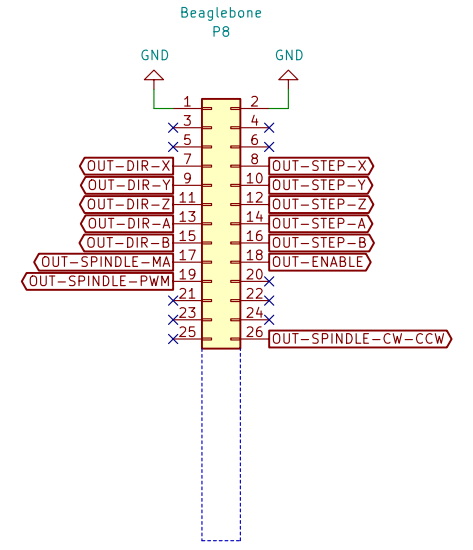 Beaglebone
P8
GND GND
1 2
3 4
5 6
OUT-DIR-X 7 8 OUT-STEP-X
OUT-DIR-Y 9 10 OUT-STEP-Y
OUT-DIR-Z 11 12 OUT-STEP-Z
OUT-DIR-A 13 14 OUT-STEP-A
OUT-DIR-B 15 16 OUT-STEP-B
OUT-SPINDLE-MA 17 18 OUT-ENABLE
OUT-SPINDLE-PWM 19 20
21 22
23 24
25 26 OUT-SPINDLE-CW-CCW